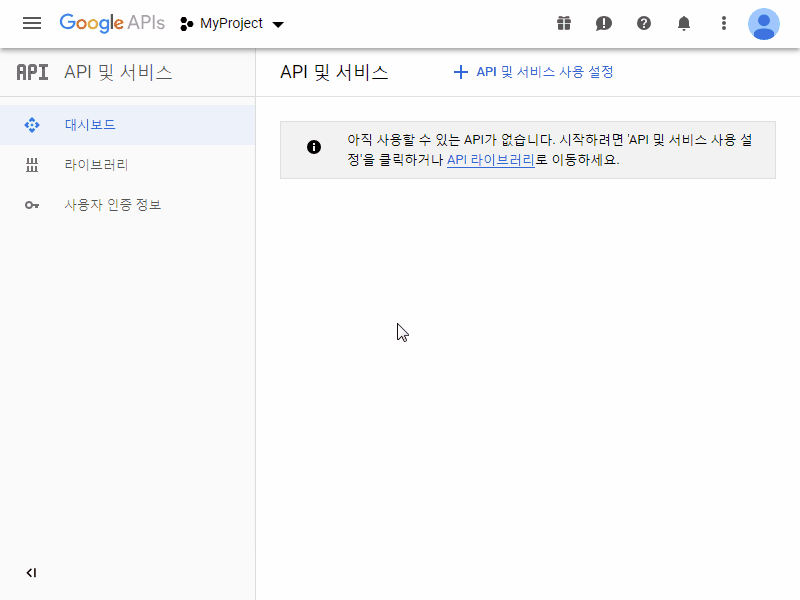 Google APIs MyProject
API API 및 서비스
API 및 서비스 + API 및 서비스 사용 설정
대시보드
라이브러리
사용자 인증 정보
아직 사용할 수 있는 API가 없습니다. 시작하려면 'API 및 서비스 사용 설
정'을 클릭하거나 API 라이브러리로 이동하세요.